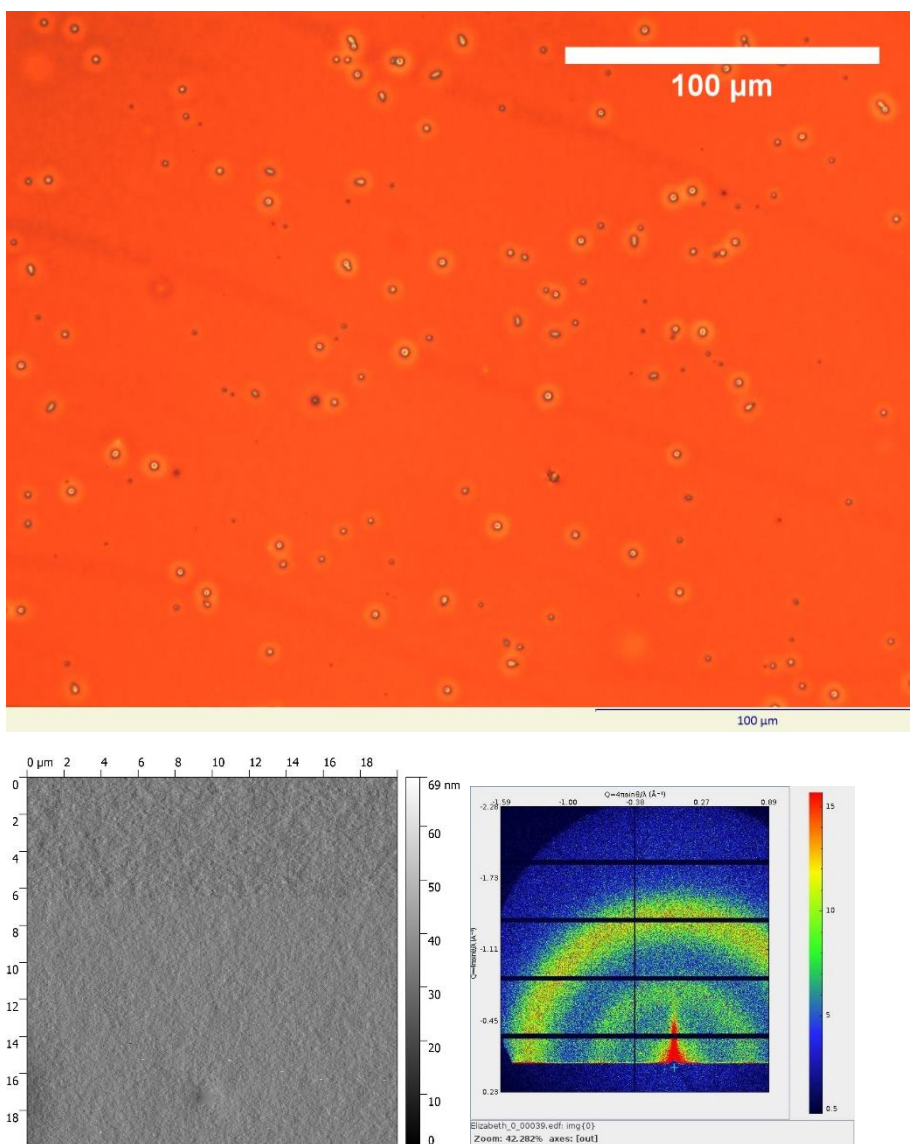 100 µm
100 µm
0 µm 2 4 6 8 10 12 14 16 18
0
2
4
6
8
10
12
14
16
18
69 nm
60
50
40
30
20
10
0
Q=4πsinθ/λ (Å⁻¹)
-1.59 -1.00 -0.38 0.27 0.89
-2.28
-1.73
-1.11
-0.45
0.23
Q=4πsinθ/λ (Å⁻¹)
15
10
5
0.5
Elizabeth_0_00039.edf: img{0}
Zoom: 42.282% axes: [out]